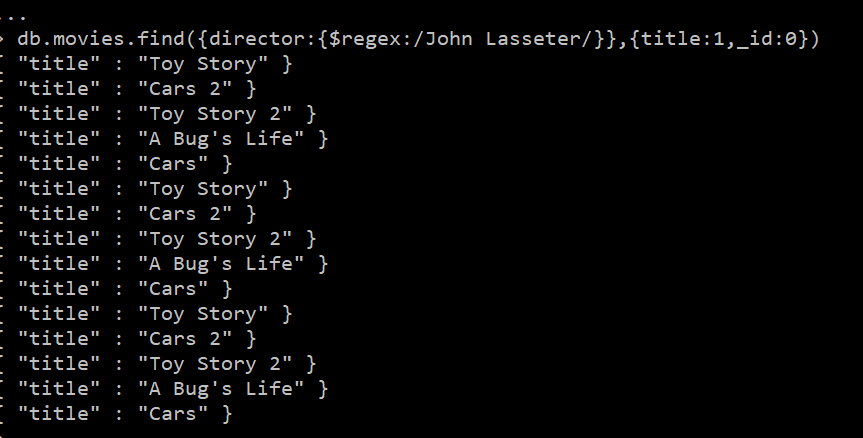 ...
> db.movies.find({director:{$regex:/John Lasseter/}},{title:1,_id:0})
{ "title" : "Toy Story" }
{ "title" : "Cars 2" }
{ "title" : "Toy Story 2" }
{ "title" : "A Bug's Life" }
{ "title" : "Cars" }
{ "title" : "Toy Story" }
{ "title" : "Cars 2" }
{ "title" : "Toy Story 2" }
{ "title" : "A Bug's Life" }
{ "title" : "Cars" }
{ "title" : "Toy Story" }
{ "title" : "Cars 2" }
{ "title" : "Toy Story 2" }
{ "title" : "A Bug's Life" }
{ "title" : "Cars" }